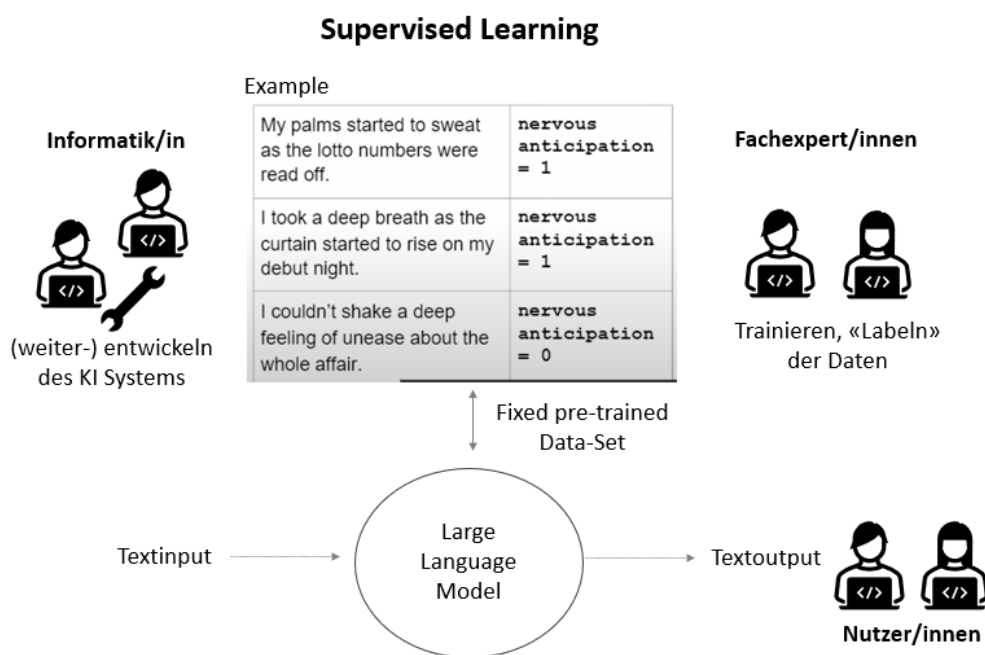 Supervised Learning
Example
Informatik/in
My palms started to sweat
as the lotto numbers were
read off.
nervous
anticipation
= 1
I took a deep breath as the
curtain started to rise on my
debut night.
nervous
anticipation
= 1
I couldn't shake a deep
feeling of unease about the
whole affair.
nervous
anticipation
= 0
Fachexpert/innen
</>
</>
</>
</>
(weiter-) entwickeln
des KI Systems
Trainieren, «Labeln»
der Daten
Fixed pre-trained
Data-Set
Textinput
Large
Language
Model
Textoutput
</>
</>
Nutzer/innen